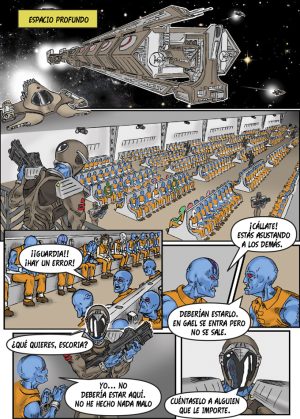 ESPACIO PROFUNDO
¡¡GUARDIA!!
¡HAY UN ERROR!
¡CÁLLATE!
ESTAS ASUSTANDO
A LOS DEMÁS.
DEBERÍAN ESTARLO.
EN GAEL SE ENTRA PERO
NO SE SALE.
¿QUÉ QUIERES, ESCORIA?
YO... NO
DEBERÍA ESTAR AQUÍ.
NO HE HECHO NADA MALO
CUÉNTASELO A ALGUIEN
QUE LE IMPORTE.